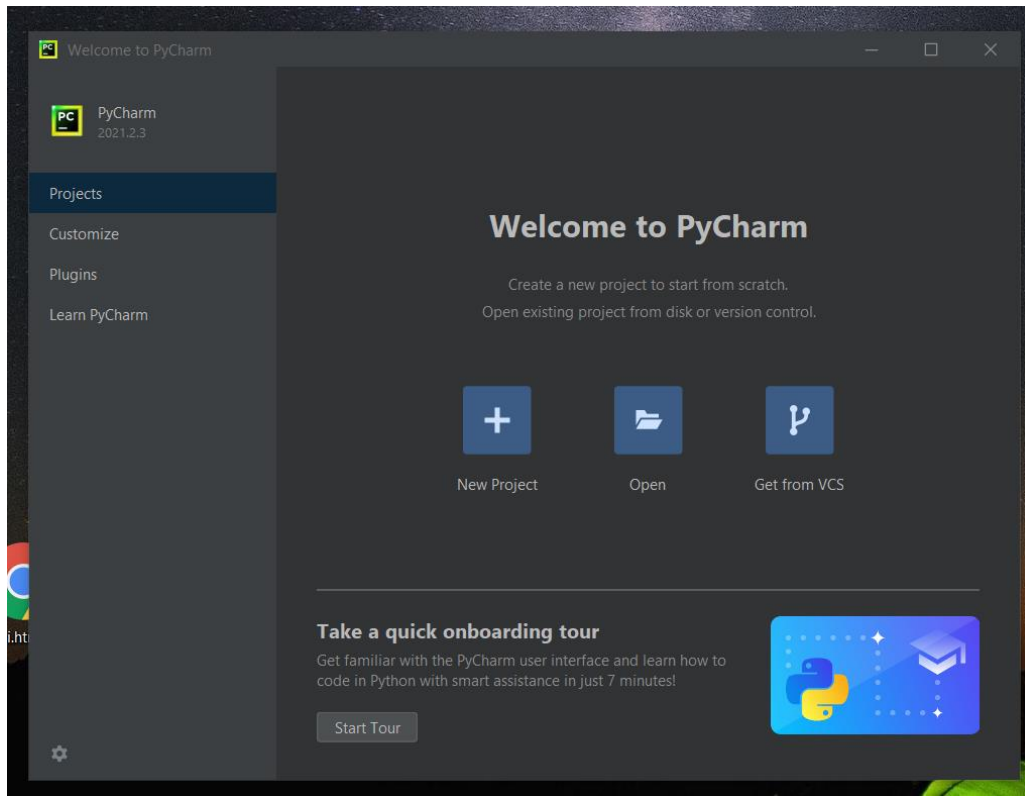 Welcome to PyCharm
PC
PyCharm
2021.2.3
Projects
Customize
Plugins
Learn PyCharm
Welcome to PyCharm
Create a new project to start from scratch.
Open existing project from disk or version control.
New Project
Open
Get from VCS
Take a quick onboarding tour
Get familiar with the PyCharm user interface and learn how to
code in Python with smart assistance in just 7 minutes!
Start Tour
i.ht